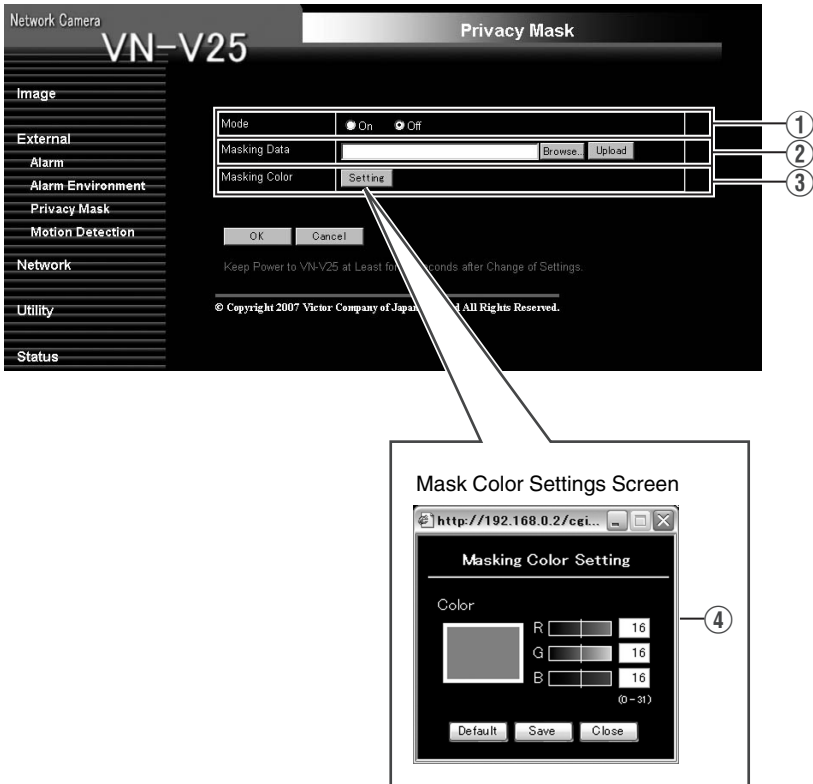 Network Camera
VN-V25
Privacy Mask
Image
External
Alarm
Alarm Environment
Privacy Mask
Motion Detection
Network
Utility
Status
Mode On Off ①
Masking Data Browse... Upload ②
Masking Color Setting ③
OK Cancel
Keep Power to VN-V25 at Least for conds after Change of Settings.
© Copyright 2007 Victor Company of Japan d All Rights Reserved.
Mask Color Settings Screen
http://192.168.0.2/cgi...
Masking Color Setting
Color
R 16
G 16
B 16
(0-31)
④
Default Save Close